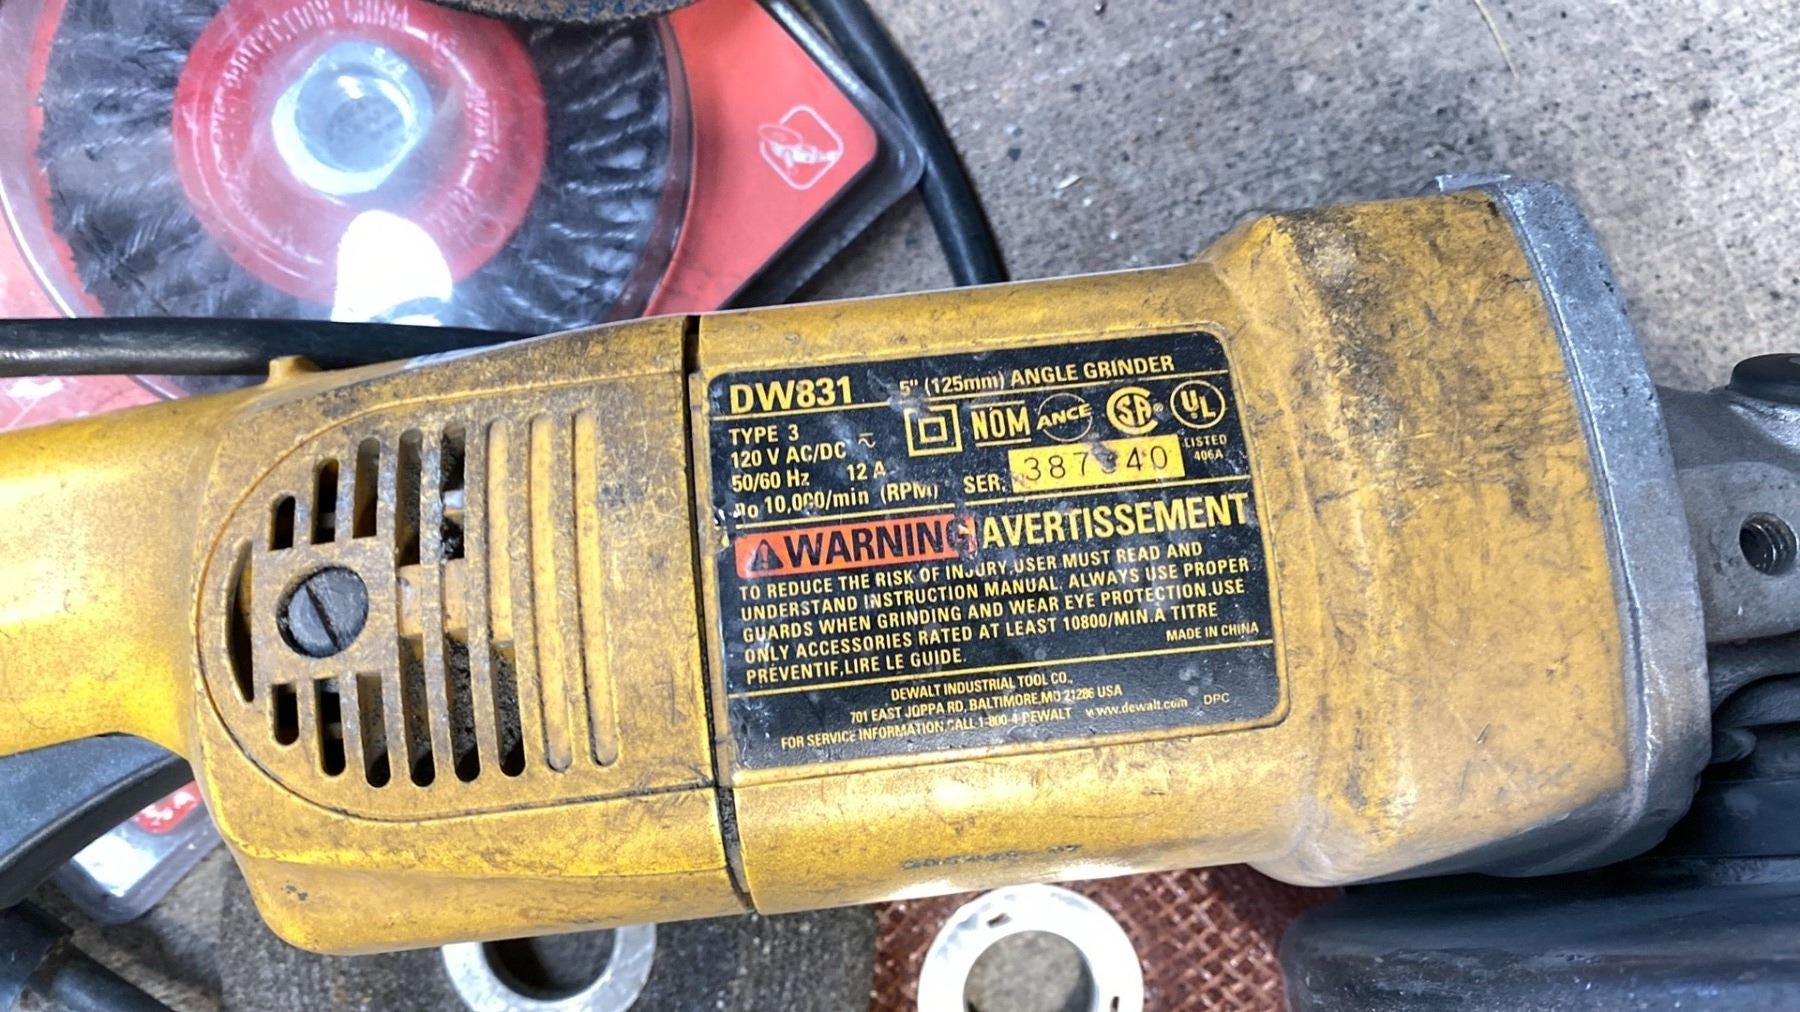 5/8
DW831 5" (125mm) ANGLE GRINDER
TYPE 3
120 V AC/DC
50/60 Hz 12 A
10,000/min (RPM)
NOM ANCE SA UL
LISTED
406A
SER.
WARNING AVERTISSEMENT
TO REDUCE THE RISK OF INJURY,USER MUST READ AND
UNDERSTAND INSTRUCTION MANUAL. ALWAYS USE PROPER
GUARDS WHEN GRINDING AND WEAR EYE PROTECTION.USE
ONLY ACCESSORIES RATED AT LEAST 10800/MIN.A TITRE
PRÉVENTIF,LIRE LE GUIDE.
MADE IN CHINA
DEWALT INDUSTRIAL TOOL CO.,
701 EAST JOPPA RD, BALTIMORE,MD 21286 USA
FOR SERVICE INFORMATION,CALL 1-800-4-DEWALT www.dewalt.com DPC